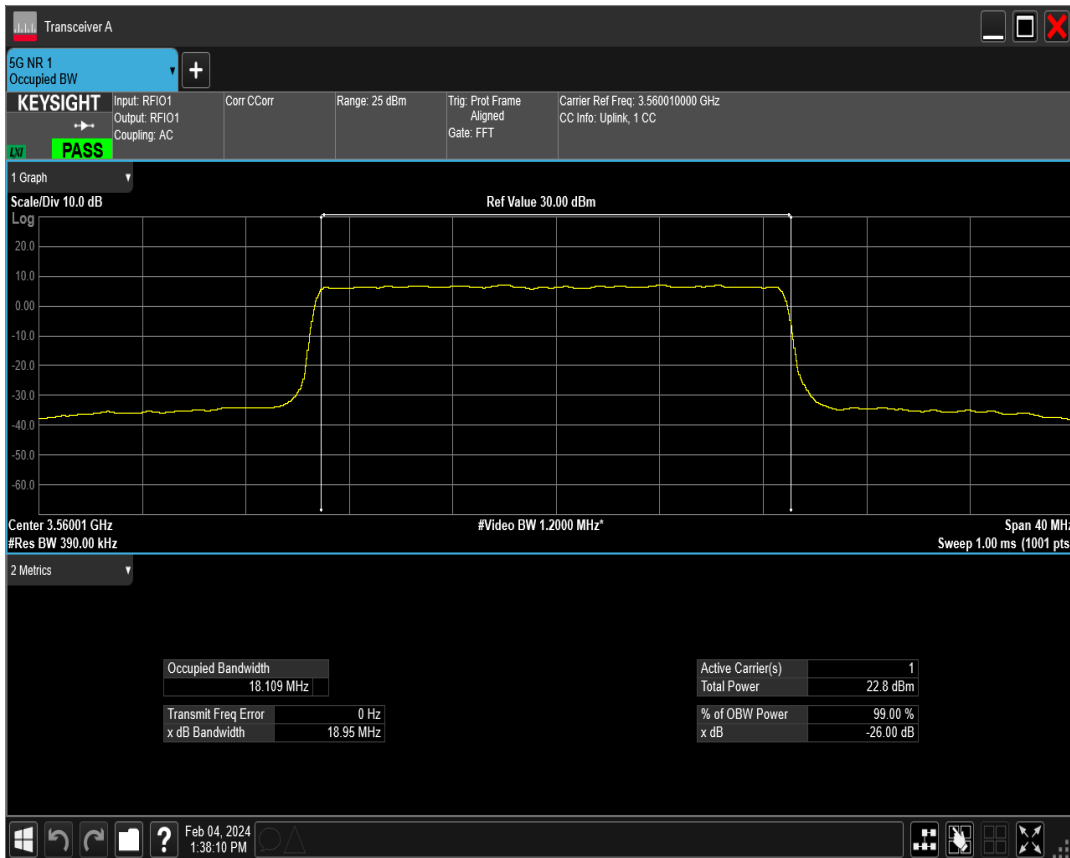 Transceiver A
5G NR 1
Occupied BW
KEYSIGHT
LXI
PASS
Input: RFIO1
Output: RFIO1
Coupling: AC
Corr CCorr
Range: 25 dBm
Trig: Prot Frame
Aligned
Gate: FFT
Carrier Ref Freq: 3.560010000 GHz
CC Info: Uplink, 1 CC
1 Graph
Scale/Div 10.0 dB
Ref Value 30.00 dBm
Log
20.0
10.0
0.00
-10.0
-20.0
-30.0
-40.0
-50.0
-60.0
Center 3.56001 GHz
#Video BW 1.2000 MHz*
Span 40 MHz
#Res BW 390.00 kHz
Sweep 1.00 ms (1001 pts
2 Metrics
Occupied Bandwidth
18.109 MHz
Transmit Freq Error 0 Hz
x dB Bandwidth 18.95 MHz
Active Carrier(s) 1
Total Power 22.8 dBm
% of OBW Power 99.00 %
x dB -26.00 dB
?
Feb 04, 2024
1:38:10 PM